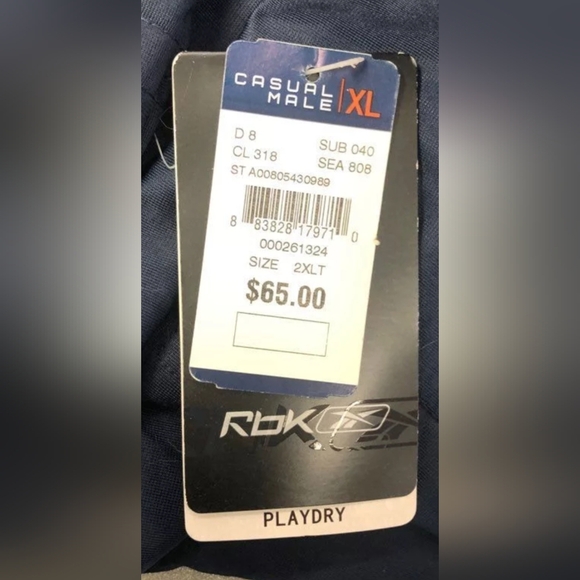 CASUAL
MALE XL
D 8 SUB 040
CL 318 SEA 808
ST A00805430989
8 83828 17971 0
000261324
SIZE 2XLT
$65.00
RbK
PLAYDRY